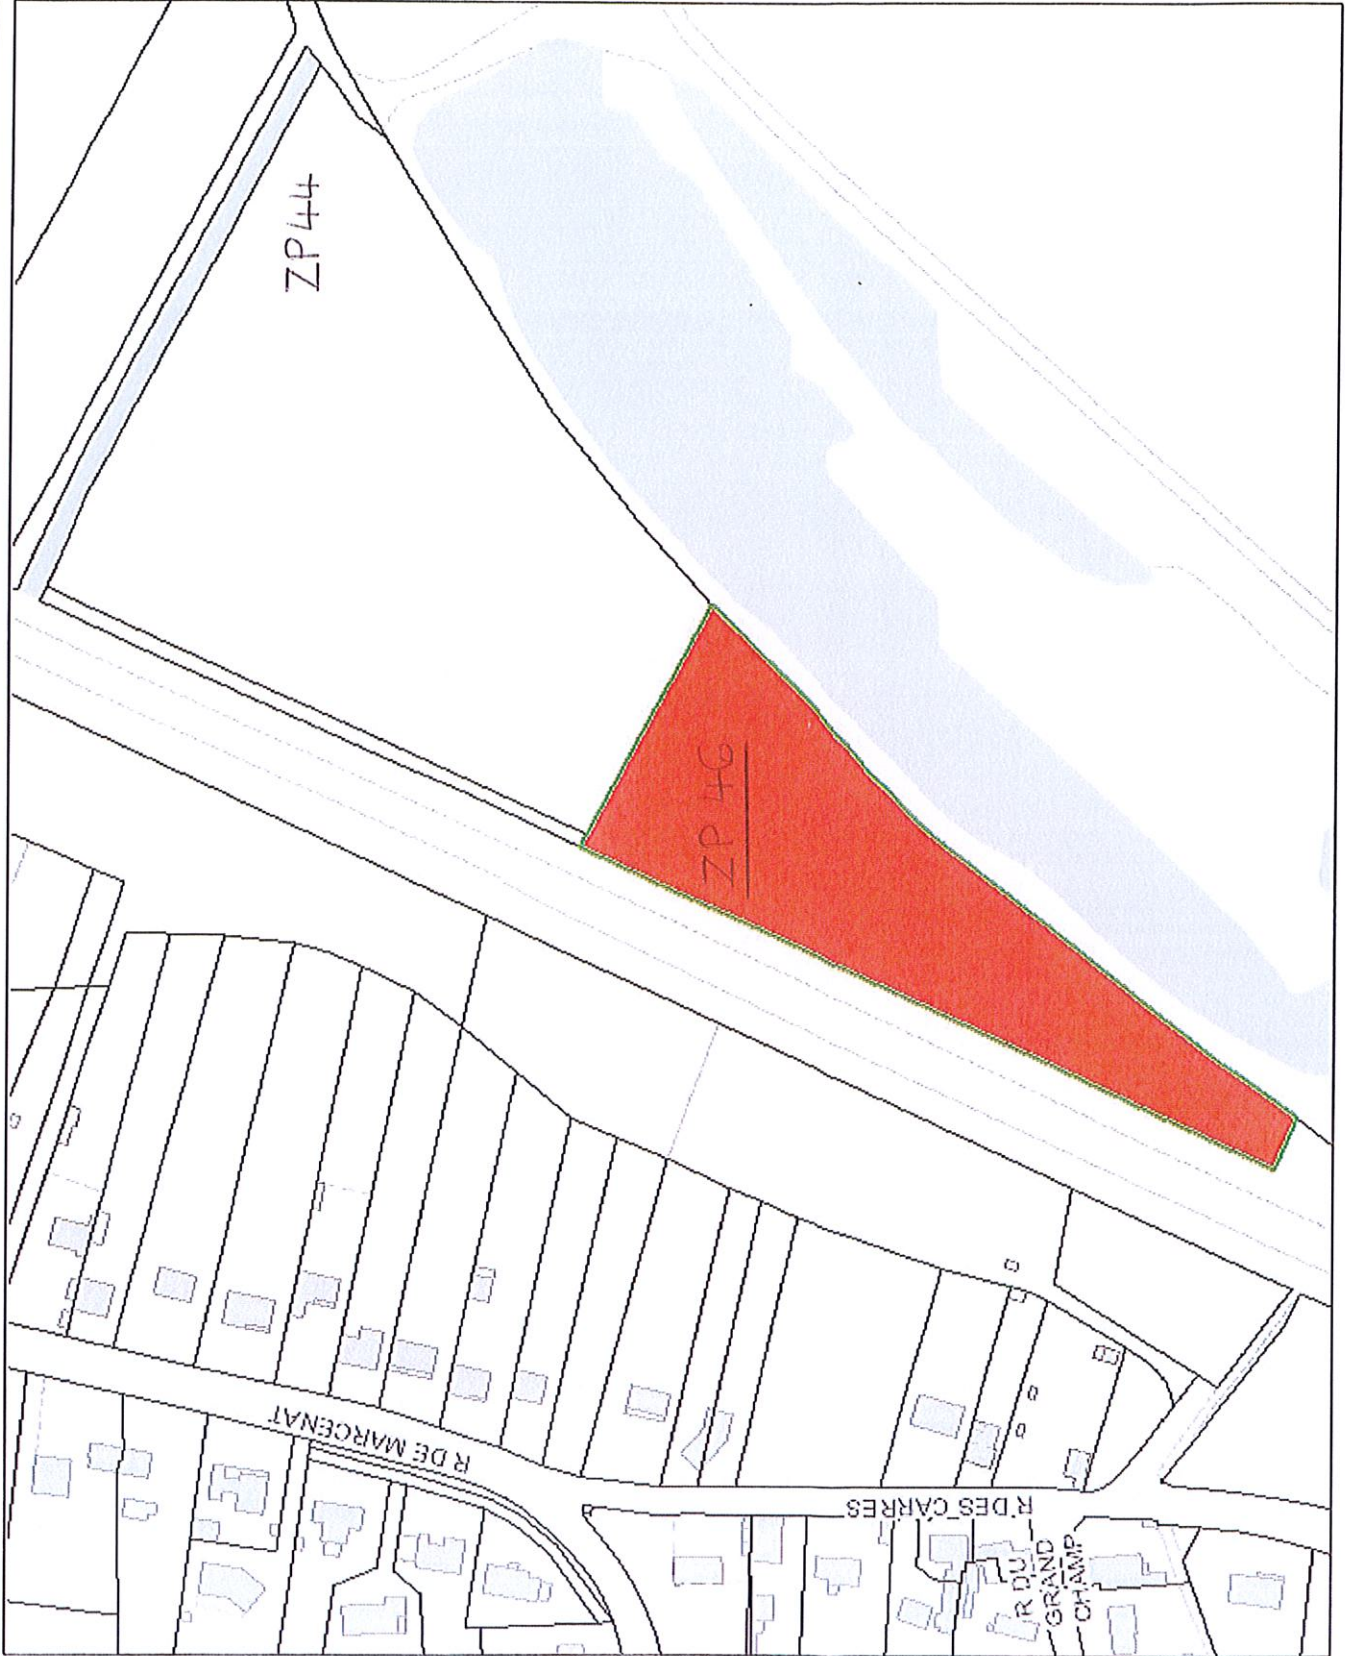 ZP44
ZP 46
R DE MARCENAT
R DES CARRES
R DU
GRAND
CHAMP